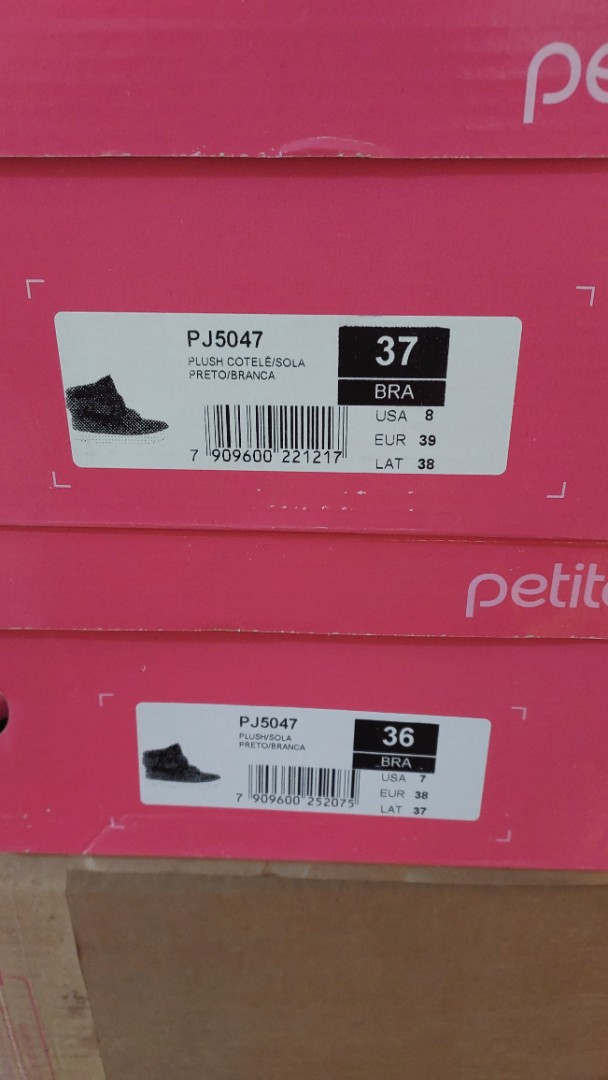 pe
PJ5047
PLUSH COTELÊ/SOLA
PRETO/BRANCA
37
BRA
USA 8
EUR 39
LAT 38
7 909600 221217
petit
PJ5047
PLUSH/SOLA
PRETO/BRANCA
36
BRA
USA 7
EUR 38
LAT 37
7 909600 252075